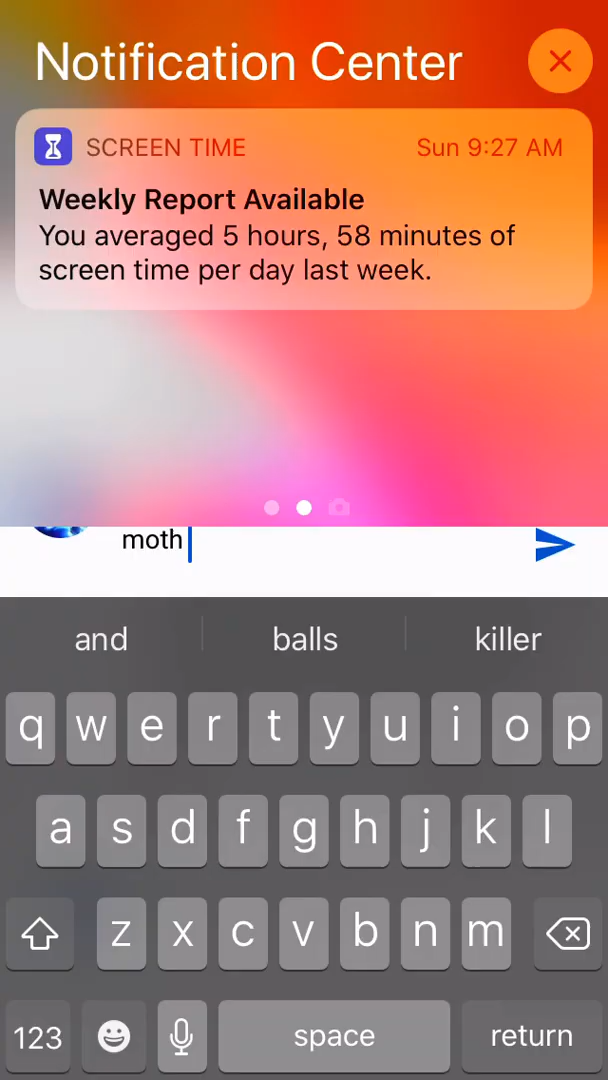 Notification Center
SCREEN TIME Sun 9:27 AM
Weekly Report Available
You averaged 5 hours, 58 minutes of
screen time per day last week.
moth
and balls killer
q w e r t y u i o p
a s d f g h j k l
z x c v b n m
123 space return